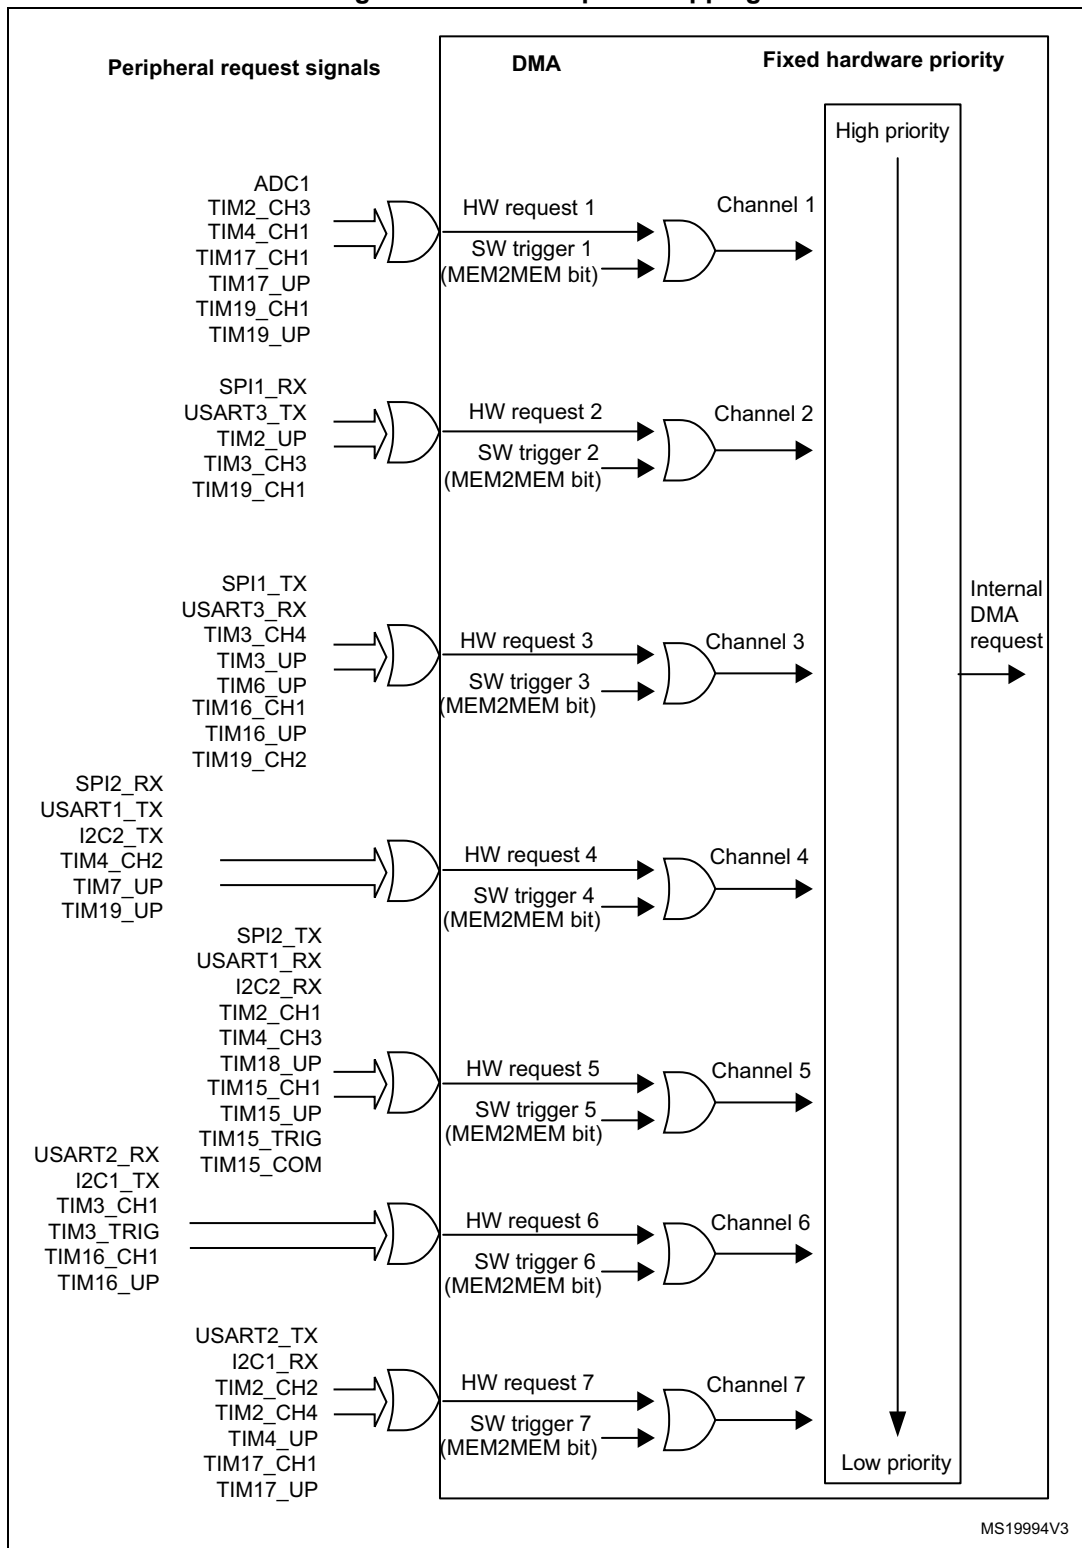 Peripheral request signals
DMA
Fixed hardware priority
High priority
ADC1
TIM2_CH3
TIM4_CH1
TIM17_CH1
TIM17_UP
TIM19_CH1
TIM19_UP
HW request 1
SW trigger 1
(MEM2MEM bit)
Channel 1
SPI1_RX
USART3_TX
TIM2_UP
TIM3_CH3
TIM19_CH1
HW request 2
SW trigger 2
(MEM2MEM bit)
Channel 2
SPI1_TX
USART3_RX
TIM3_CH4
TIM3_UP
TIM6_UP
TIM16_CH1
TIM16_UP
TIM19_CH2
HW request 3
SW trigger 3
(MEM2MEM bit)
Channel 3
Internal
DMA
request
SPI2_RX
USART1_TX
I2C2_TX
TIM4_CH2
TIM7_UP
TIM19_UP
HW request 4
SW trigger 4
(MEM2MEM bit)
Channel 4
SPI2_TX
USART1_RX
I2C2_RX
TIM2_CH1
TIM4_CH3
TIM18_UP
TIM15_CH1
TIM15_UP
TIM15_TRIG
TIM15_COM
HW request 5
SW trigger 5
(MEM2MEM bit)
Channel 5
USART2_RX
I2C1_TX
TIM3_CH1
TIM3_TRIG
TIM16_CH1
TIM16_UP
HW request 6
SW trigger 6
(MEM2MEM bit)
Channel 6
USART2_TX
I2C1_RX
TIM2_CH2
TIM2_CH4
TIM4_UP
TIM17_CH1
TIM17_UP
HW request 7
SW trigger 7
(MEM2MEM bit)
Channel 7
Low priority
MS19994V3